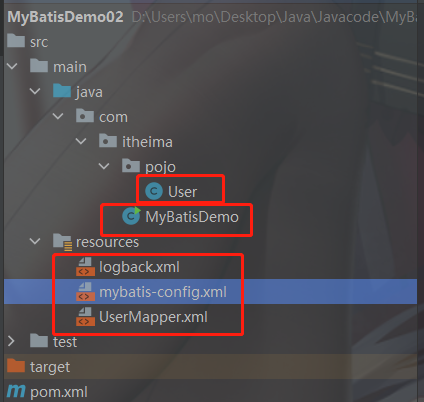 MyBatisDemo02 D:\Users\mo\Desktop\Java\Javacode\MyBa
src
main
java
com
itheima
pojo
User
MyBatisDemo
resources
logback.xml
mybatis-config.xml
UserMapper.xml
test
target
pom.xml